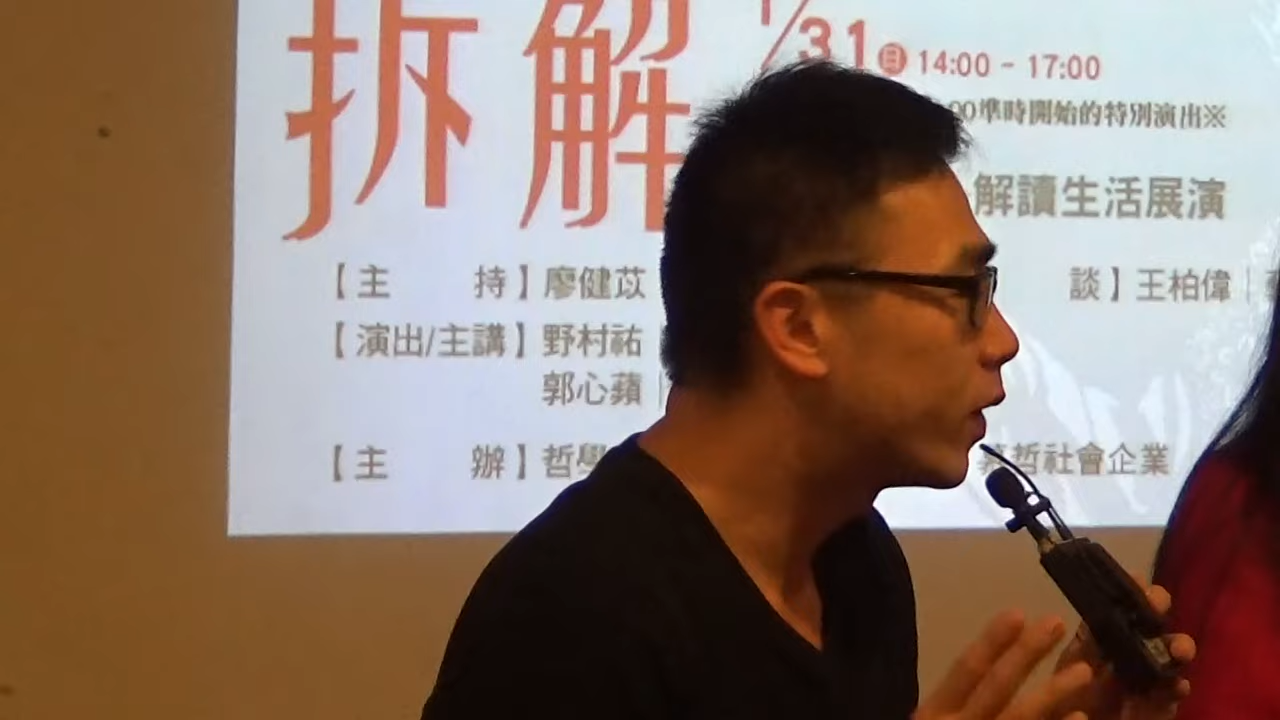 拆解
/31 日 14:00 - 17:00
00準時開始的特別演出※
解讀生活展演
【主 持】廖健苡 談】王柏偉｜
【演出/主講】野村祐
郭心蘋｜
【主 辦】哲學 慕哲社會企業